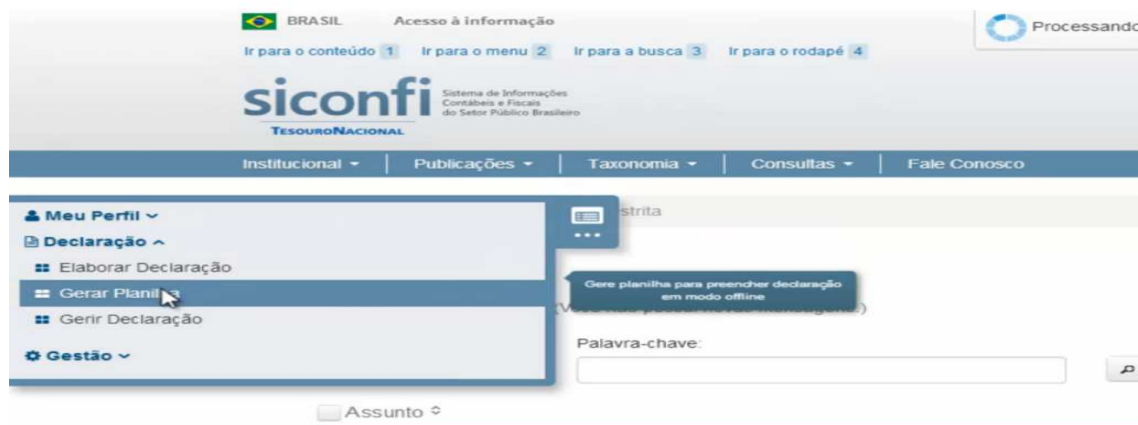 BRASIL Acesso à informação
Processando
Ir para o conteúdo 1 Ir para o menu 2 Ir para a busca 3 Ir para o rodapé 4
siconfi
Sistema de Informações
Contábeis e Fiscais
do Setor Público Brasileiro
TESOURONACIONAL
Institucional Publicações Taxonomia Consultas Fale Conosco
Meu Perfil
strita
Declaração
Elaborar Declaração
Gerar Planilha
Gere planilha para preencher declaração
em modo offline
Gerir Declaração
Gestão
Palavra-chave:
Assunto